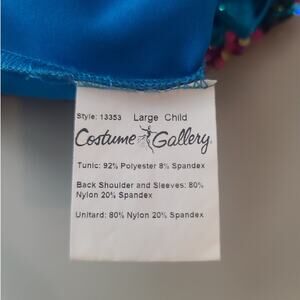 Style: 13353 Large Child
Costume Gallery
Tunic: 92% Polyester 8% Spandex
Back Shoulder and Sleeves: 80%
Nylon 20% Spandex
Unitard: 80% Nylon 20% Spandex